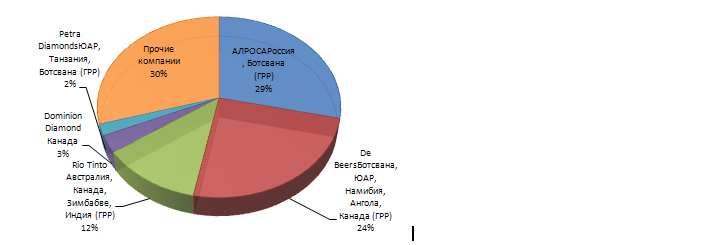 Petra
DiamondsЮАР,
Танзания,
Ботсвана (ГРР)
2%
Прочие
компании
30%
АЛРОСАРоссия
, Ботсвана
(ГРР)
29%
Dominion
Diamond
Канада
3%
Rio Tinto
Австралия,
Канада,
Зимбабве,
Индия (ГРР)
12%
De
BeersБотсвана,
ЮАР,
Намибия,
Ангола,
Канада (ГРР)
24%